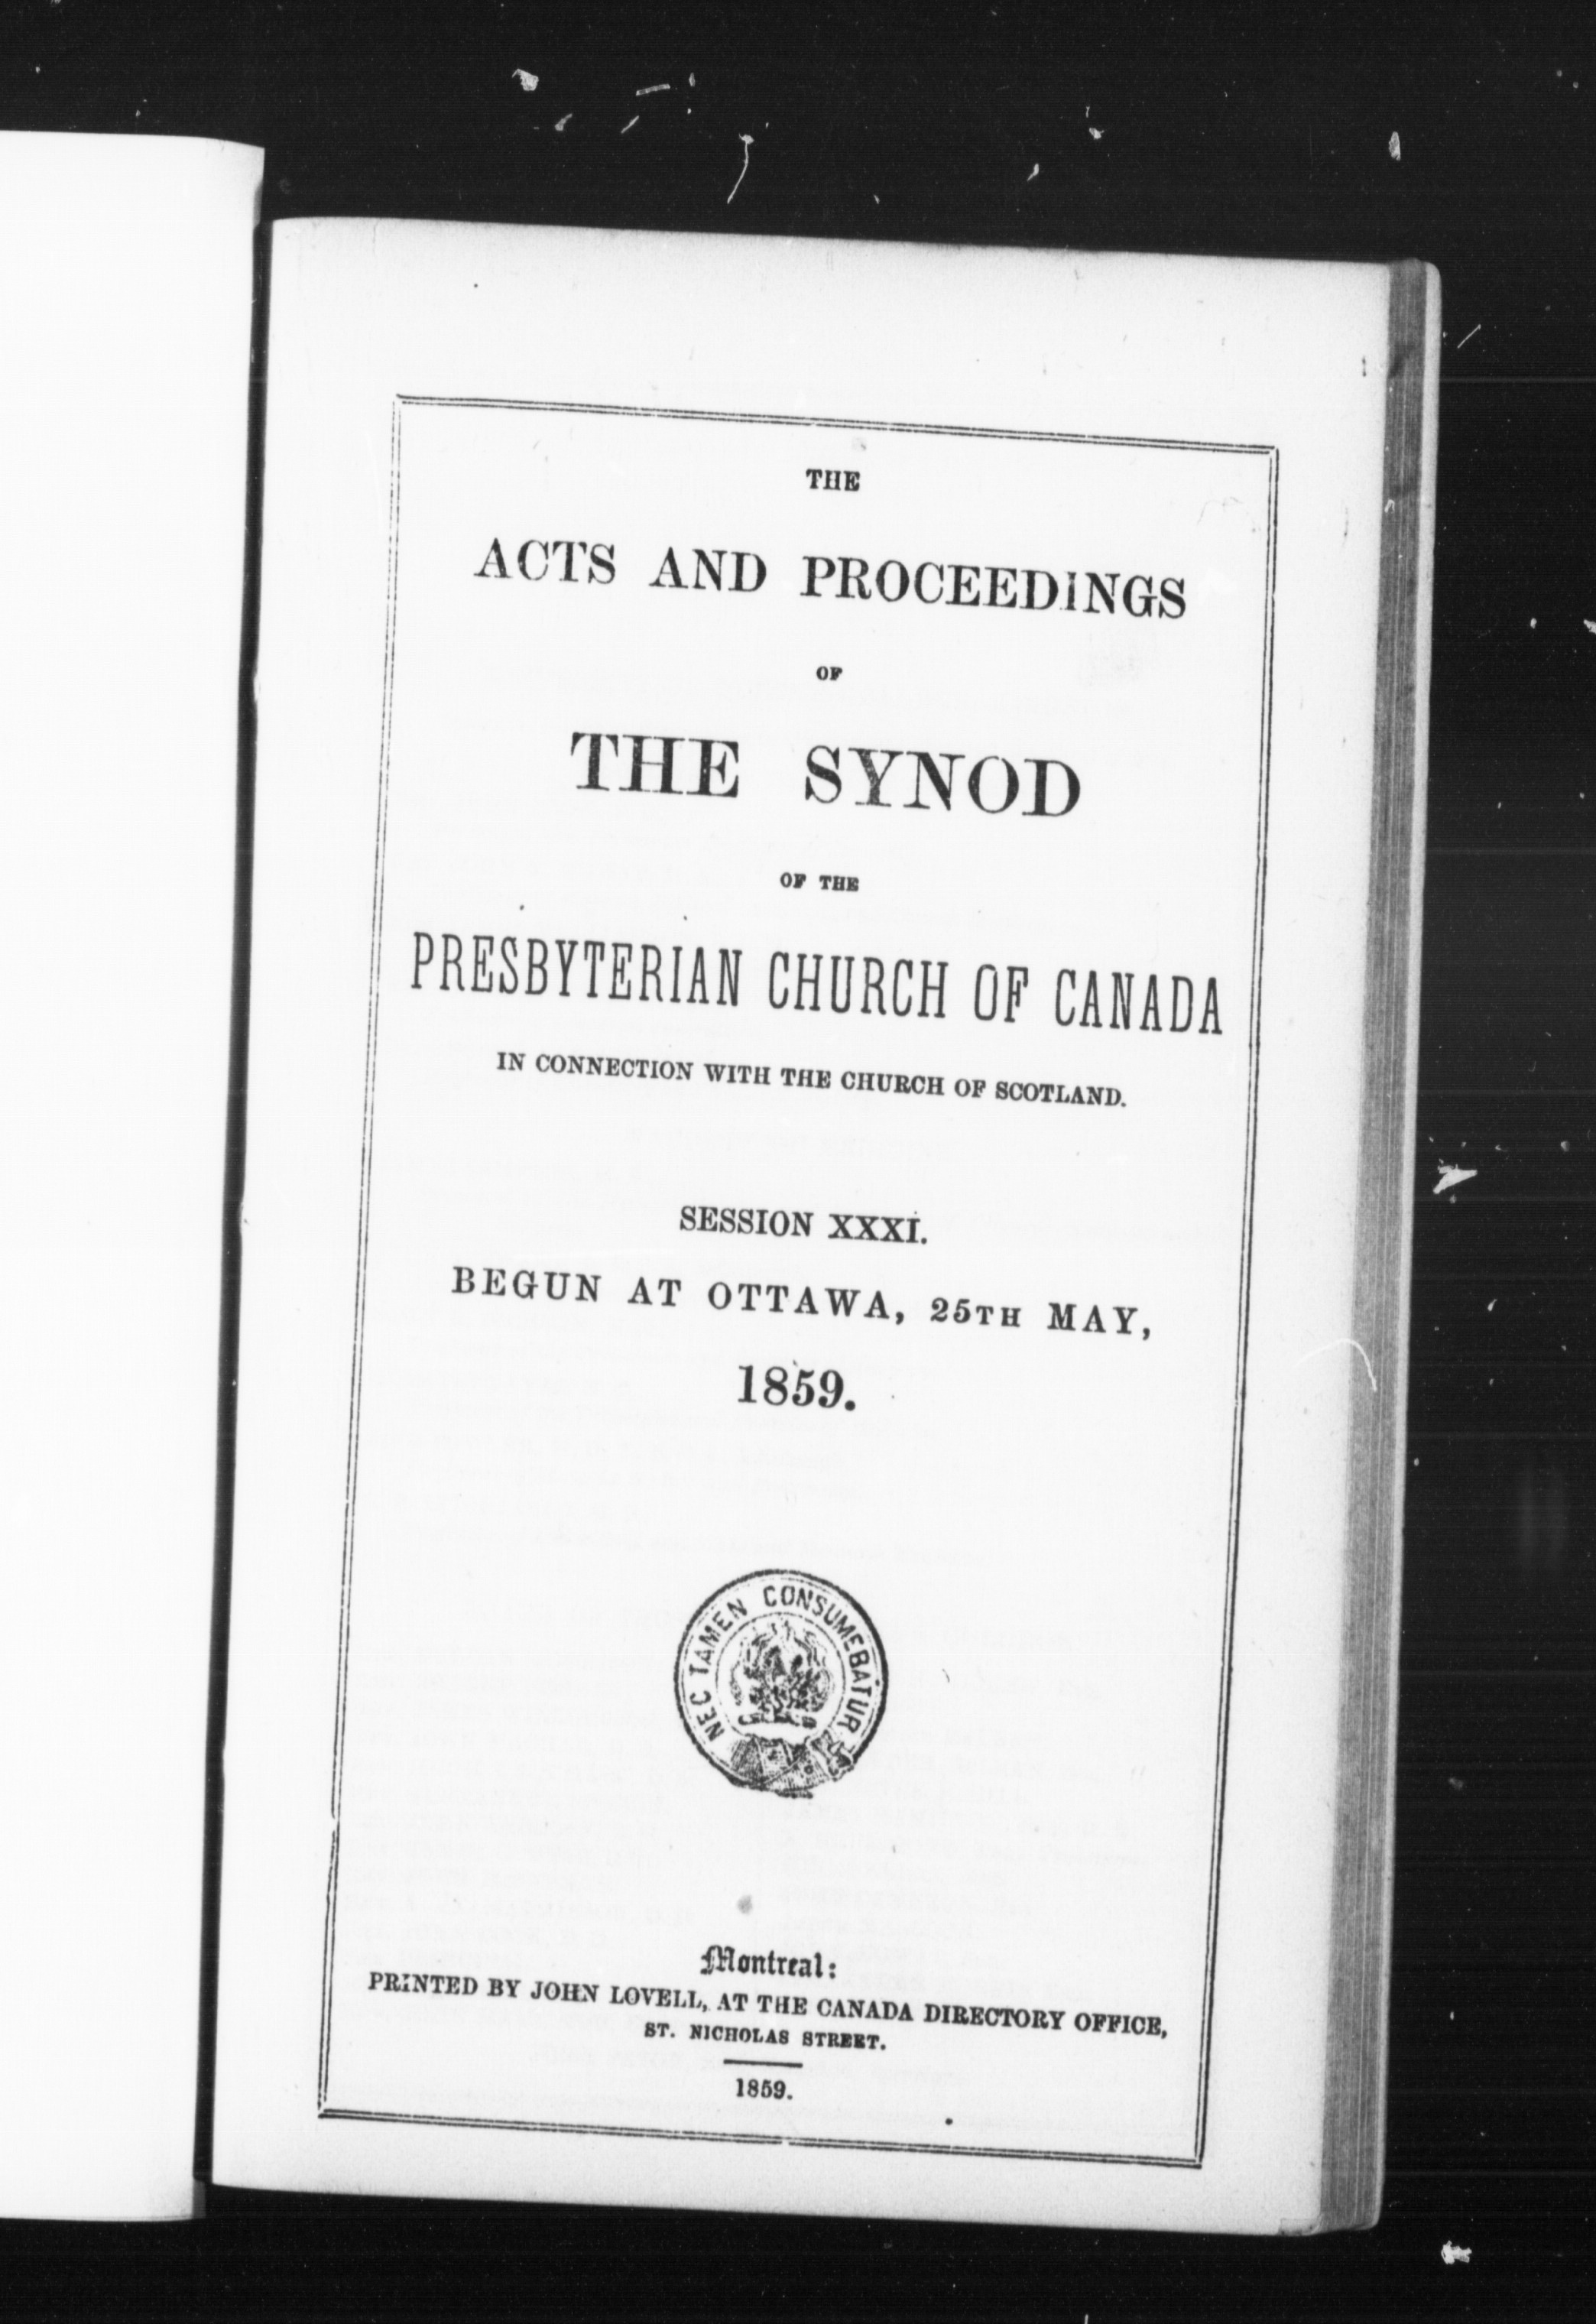 THE
ACTS AND PROCEEDINGS
OF
THE SYNOD
OF THE
PRESBYTERIAN CHURCH OF CANADA
IN CONNECTION WITH THE CHURCH OF SCOTLAND.
SESSION XXXI.
BEGUN AT OTTAWA, 25TH MAY,
1859.
NEC TAMEN CONSUMEBATUR
Montreal:
PRINTED BY JOHN LOVELL, AT THE CANADA DIRECTORY OFFICE,
ST. NICHOLAS STREET.
1859.